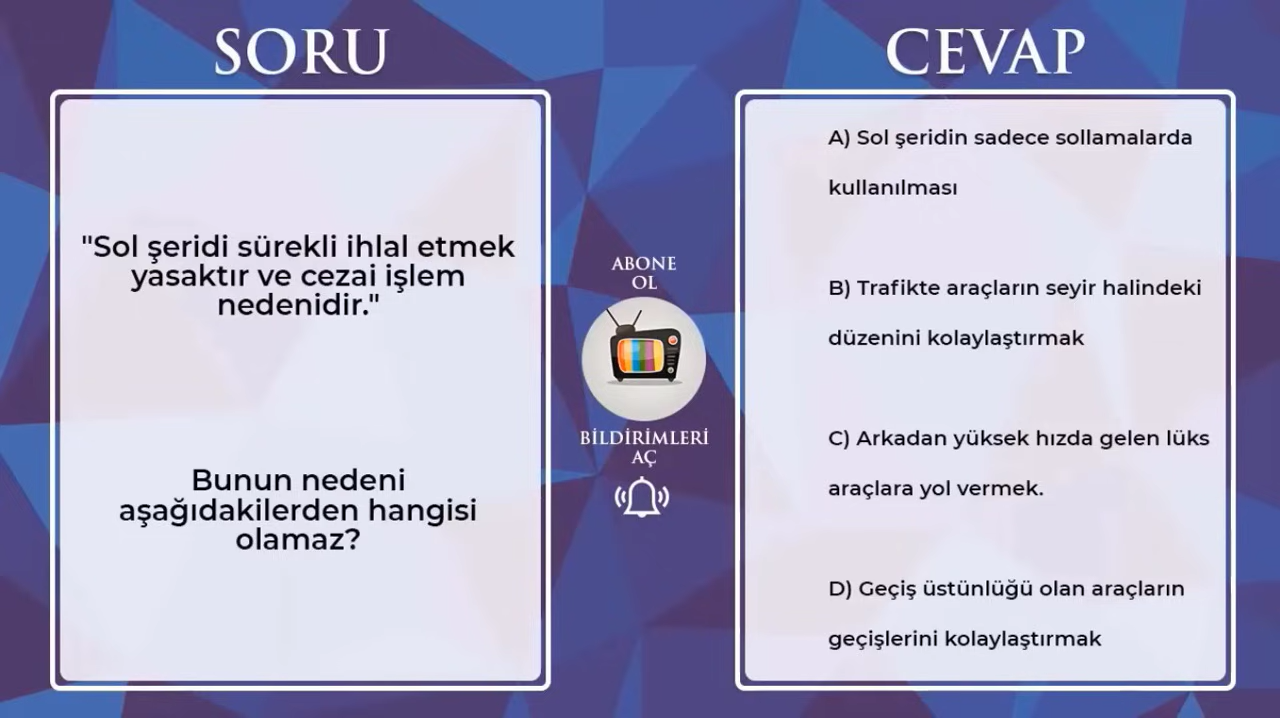 SORU
"Sol şeridi sürekli ihlal etmek
yasaktır ve cezai işlem
nedenidir."
Bunun nedeni
aşağıdakilerden hangisi
olamaz?
ABONE
OL
BİLDİRİMLERİ
AÇ
CEVAP
A) Sol şeridin sadece sollamalarda
kullanılması
B) Trafikte araçların seyir halindeki
düzenini kolaylaştırmak
C) Arkadan yüksek hızda gelen lüks
araçlara yol vermek.
D) Geçiş üstünlüğü olan araçların
geçişlerini kolaylaştırmak